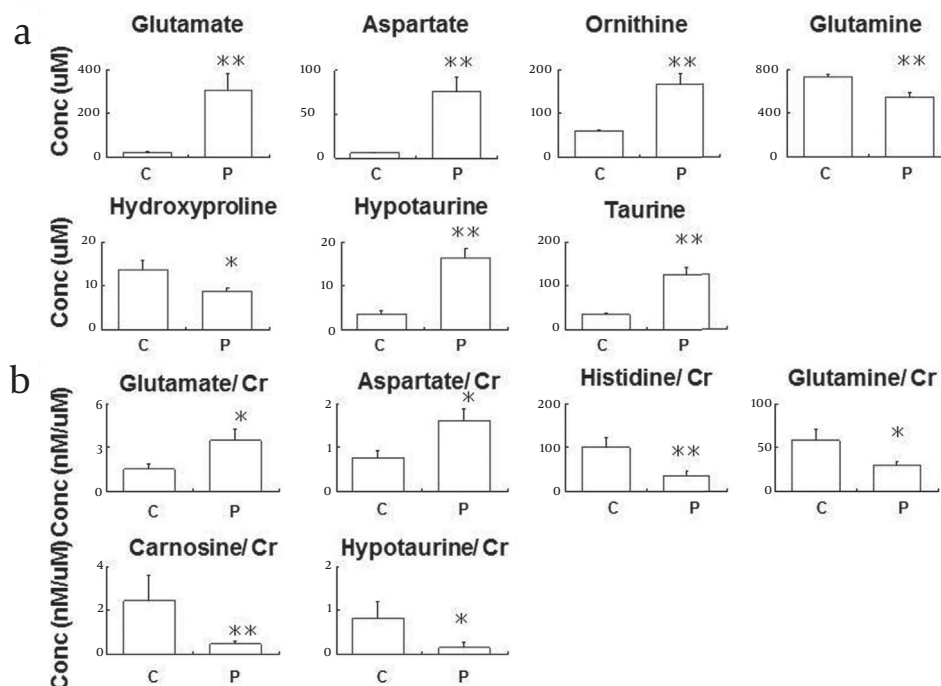 a
Glutamate
Conc (uM)
400
200
0
**
C P
Aspartate
100
50
0
**
C P
Ornithine
200
100
0
**
C P
Glutamine
800
400
0
**
C P
Hydroxyproline
Conc (uM)
20
10
0
*
C P
Hypotaurine
20
10
0
**
C P
Taurine
200
100
0
**
C P
b
Glutamate/ Cr
Conc (nM/uM)
6
3
0
*
C P
Aspartate/ Cr
2
1
0
*
C P
Histidine/ Cr
200
100
0
**
C P
Glutamine/ Cr
100
50
0
*
C P
Carnosine/ Cr
Conc (nM/uM)
4
2
0
**
C P
Hypotaurine/ Cr
2
1
0
*
C P